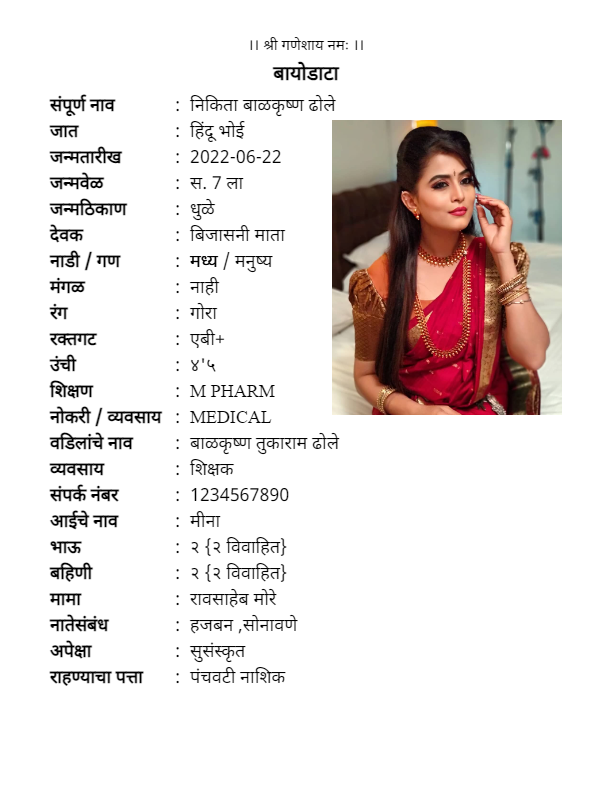 ।। श्री गणेशाय नमः ।।
बायोडाटा
संपूर्ण नाव : निकिता बाळकृष्ण ढोले
जात : हिंदू भोई
जन्मतारीख : 2022-06-22
जन्मवेळ : स. 7 ला
जन्मठिकाण : धुळे
देवक : बिजासनी माता
नाडी / गण : मध्य / मनुष्य
मंगळ : नाही
रंग : गोरा
रक्तगट : एबी+
उंची : ४'५
शिक्षण : M PHARM
नोकरी / व्यवसाय : MEDICAL
वडिलांचे नाव : बाळकृष्ण तुकाराम ढोले
व्यवसाय : शिक्षक
संपर्क नंबर : 1234567890
आईचे नाव : मीना
भाऊ : २ {२ विवाहित}
बहिणी : २ {२ विवाहित}
मामा : रावसाहेब मोरे
नातेसंबंध : हजबन ,सोनावणे
अपेक्षा : सुसंस्कृत
राहण्याचा पत्ता : पंचवटी नाशिक